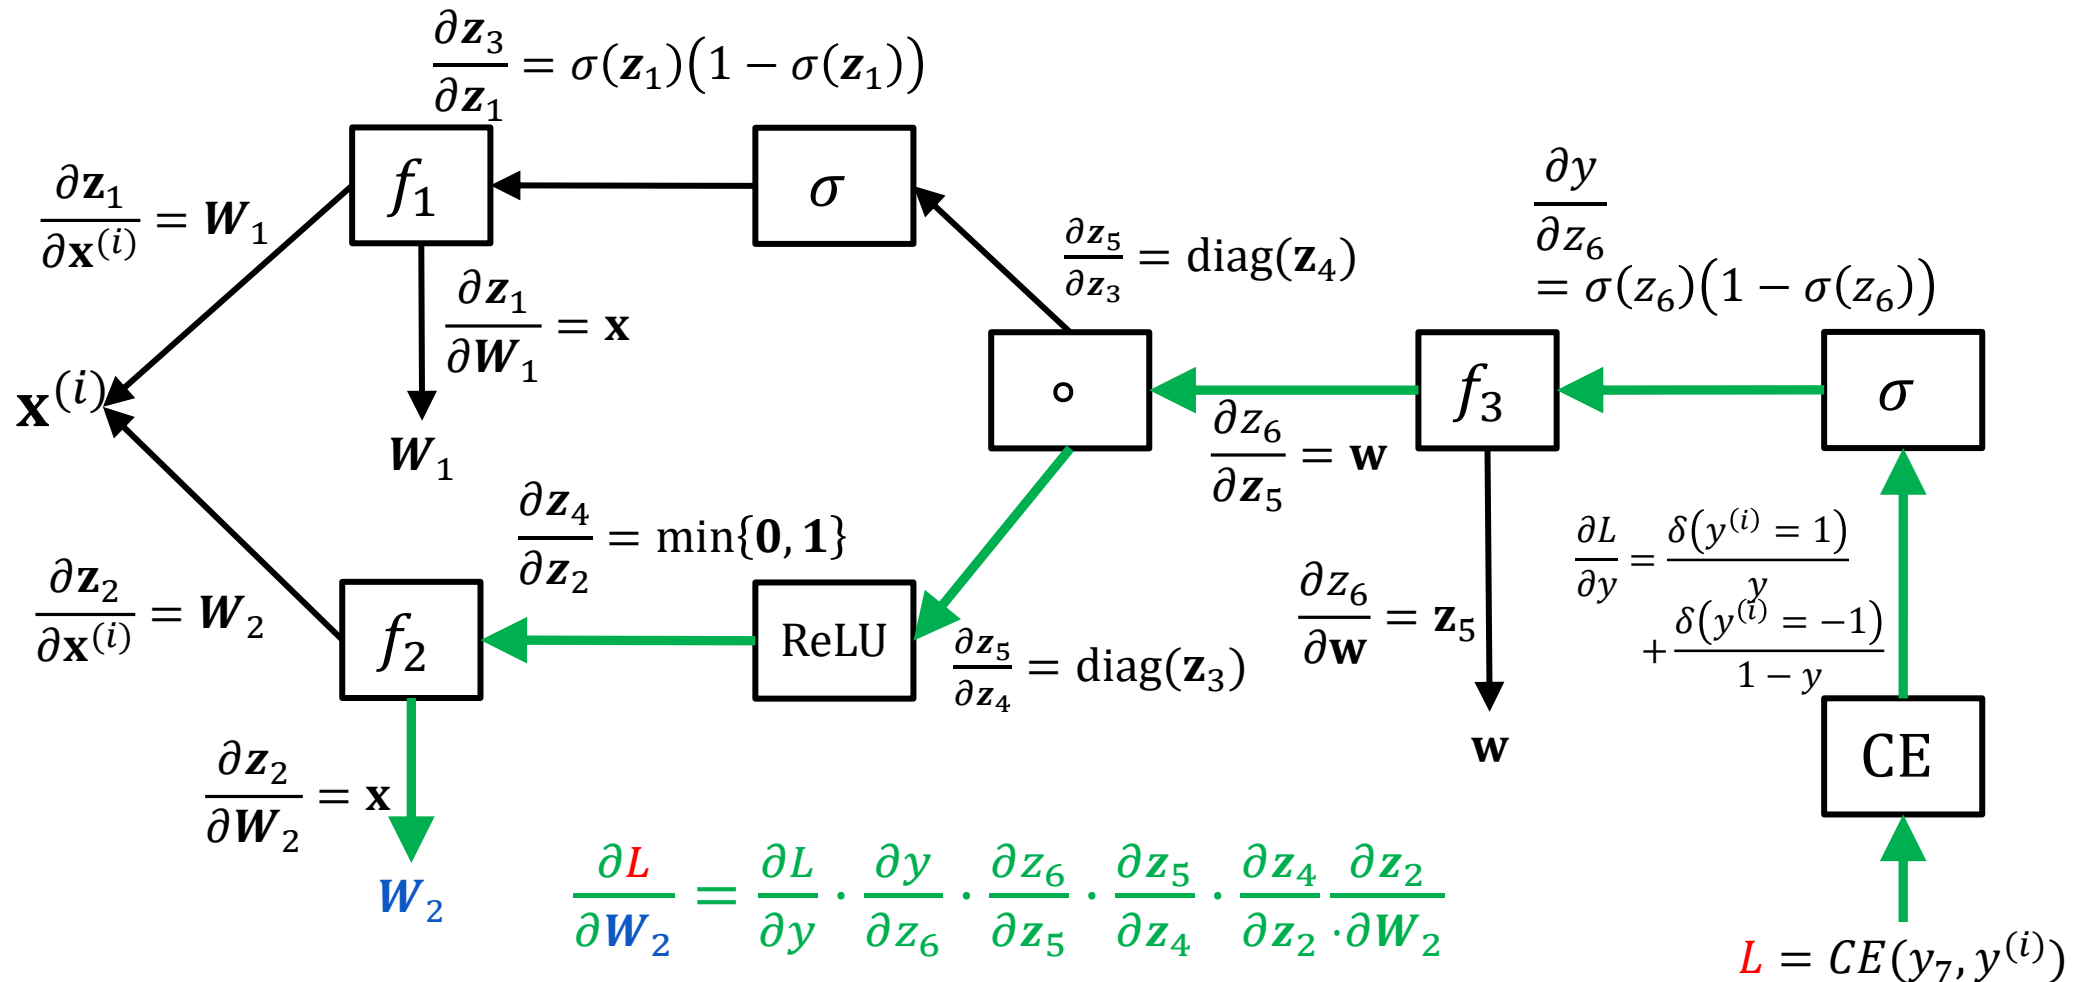 ∂z₃/∂z₁ = σ(z₁)(1 − σ(z₁))
f₁
σ
∂z₁/∂x⁽ⁱ⁾ = W₁
∂z₁/∂W₁ = x
∂z₅/∂z₃ = diag(z₄)
∂y/∂z₆
= σ(z₆)(1 − σ(z₆))
x⁽ⁱ⁾
W₁
∘
f₃
σ
∂z₆/∂z₅ = w
∂z₄/∂z₂ = min{0, 1}
∂L/∂y = δ(y⁽ⁱ⁾ = 1)/y
+ δ(y⁽ⁱ⁾ = −1)/(1 − y)
∂z₂/∂x⁽ⁱ⁾ = W₂
f₂
ReLU
∂z₅/∂z₄ = diag(z₃)
∂z₆/∂w = z₅
w
CE
∂z₂/∂W₂ = x
W₂
∂L/∂W₂ = ∂L/∂y · ∂y/∂z₆ · ∂z₆/∂z₅ · ∂z₅/∂z₄ · ∂z₄/∂z₂ · ∂z₂/∂W₂
L = CE(y₇, y⁽ⁱ⁾)